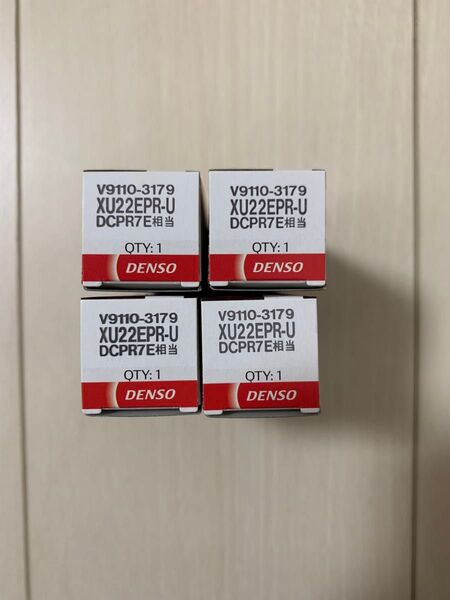 V9110-3179
XU22EPR-U
DCPR7E相当
QTY: 1
DENSO
V9110-3179
XU22EPR-U
DCPR7E相当
QTY: 1
DENSO
V9110-3179
XU22EPR-U
DCPR7E相当
QTY: 1
DENSO
V9110-3179
XU22EPR-U
DCPR7E相当
QTY: 1
DENSO